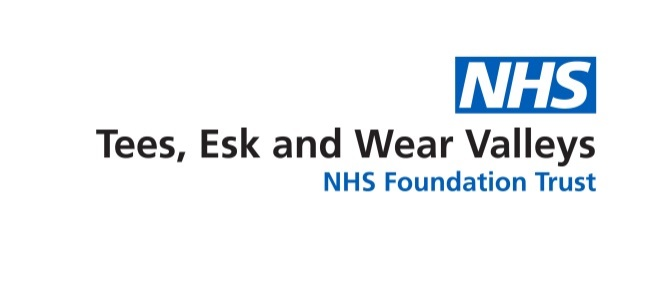 NHS
Tees, Esk and Wear Valleys
NHS Foundation Trust